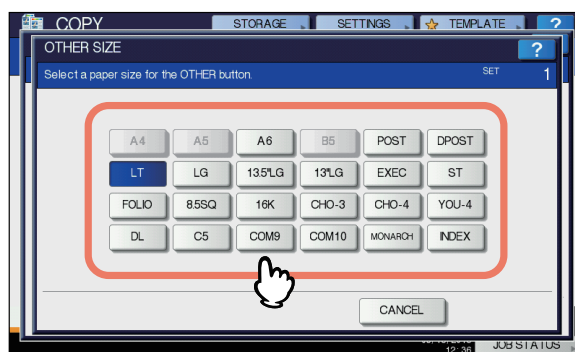 COPY STORAGE SETTINGS TEMPLATE ?
OTHER SIZE ?
Select a paper size for the OTHER button. SET 1
A4 A5 A6 B5 POST DPOST
LT LG 13.5"LG 13"LG EXEC ST
FOLIO 8.5SQ 16K CHO-3 CHO-4 YOU-4
DL C5 COM9 COM10 MONARCH INDEX
CANCEL
12:36 JOB STATUS